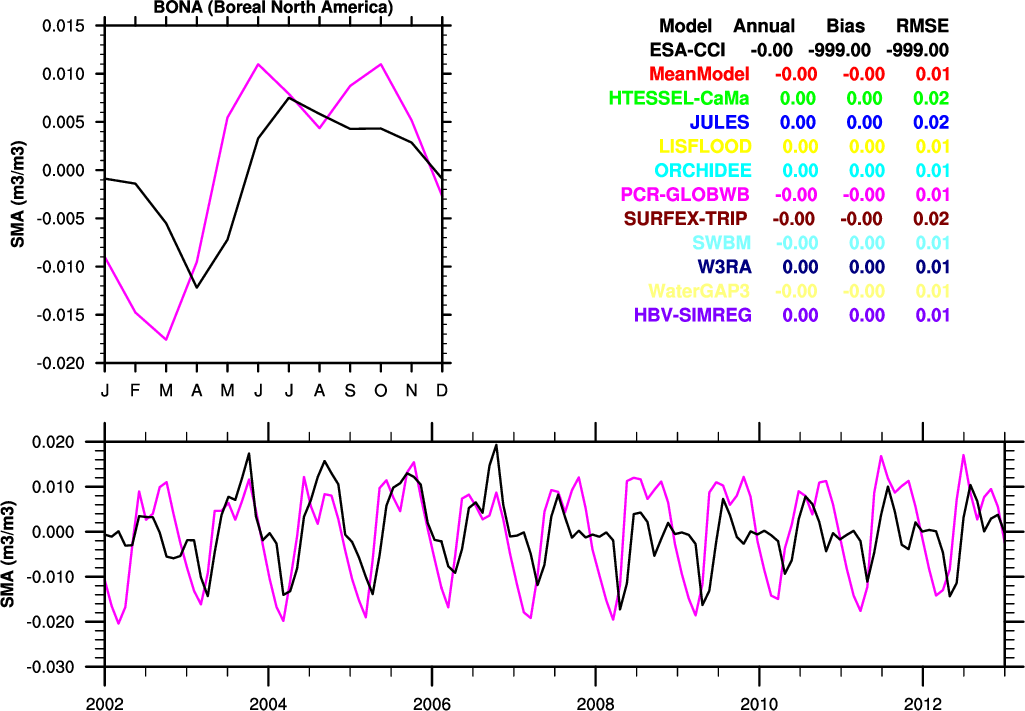 BONA (Boreal North America)
0.015
0.010
0.005
0.000
-0.005
-0.010
-0.015
-0.020
SMA (m3/m3)
J F M A M J J A S O N D
Model Annual Bias RMSE
ESA-CCI -0.00 -999.00 -999.00
MeanModel -0.00 -0.00 0.01
HTESSEL-CaMa 0.00 0.00 0.02
JULES 0.00 0.00 0.02
LISFLOOD 0.00 0.00 0.01
ORCHIDEE 0.00 0.00 0.01
PCR-GLOBWB -0.00 -0.00 0.01
SURFEX-TRIP -0.00 -0.00 0.02
SWBM -0.00 0.00 0.01
W3RA 0.00 0.00 0.01
WaterGAP3 -0.00 -0.00 0.01
HBV-SIMREG 0.00 0.00 0.01
0.020
0.010
0.000
-0.010
-0.020
-0.030
SMA (m3/m3)
2002 2004 2006 2008 2010 2012